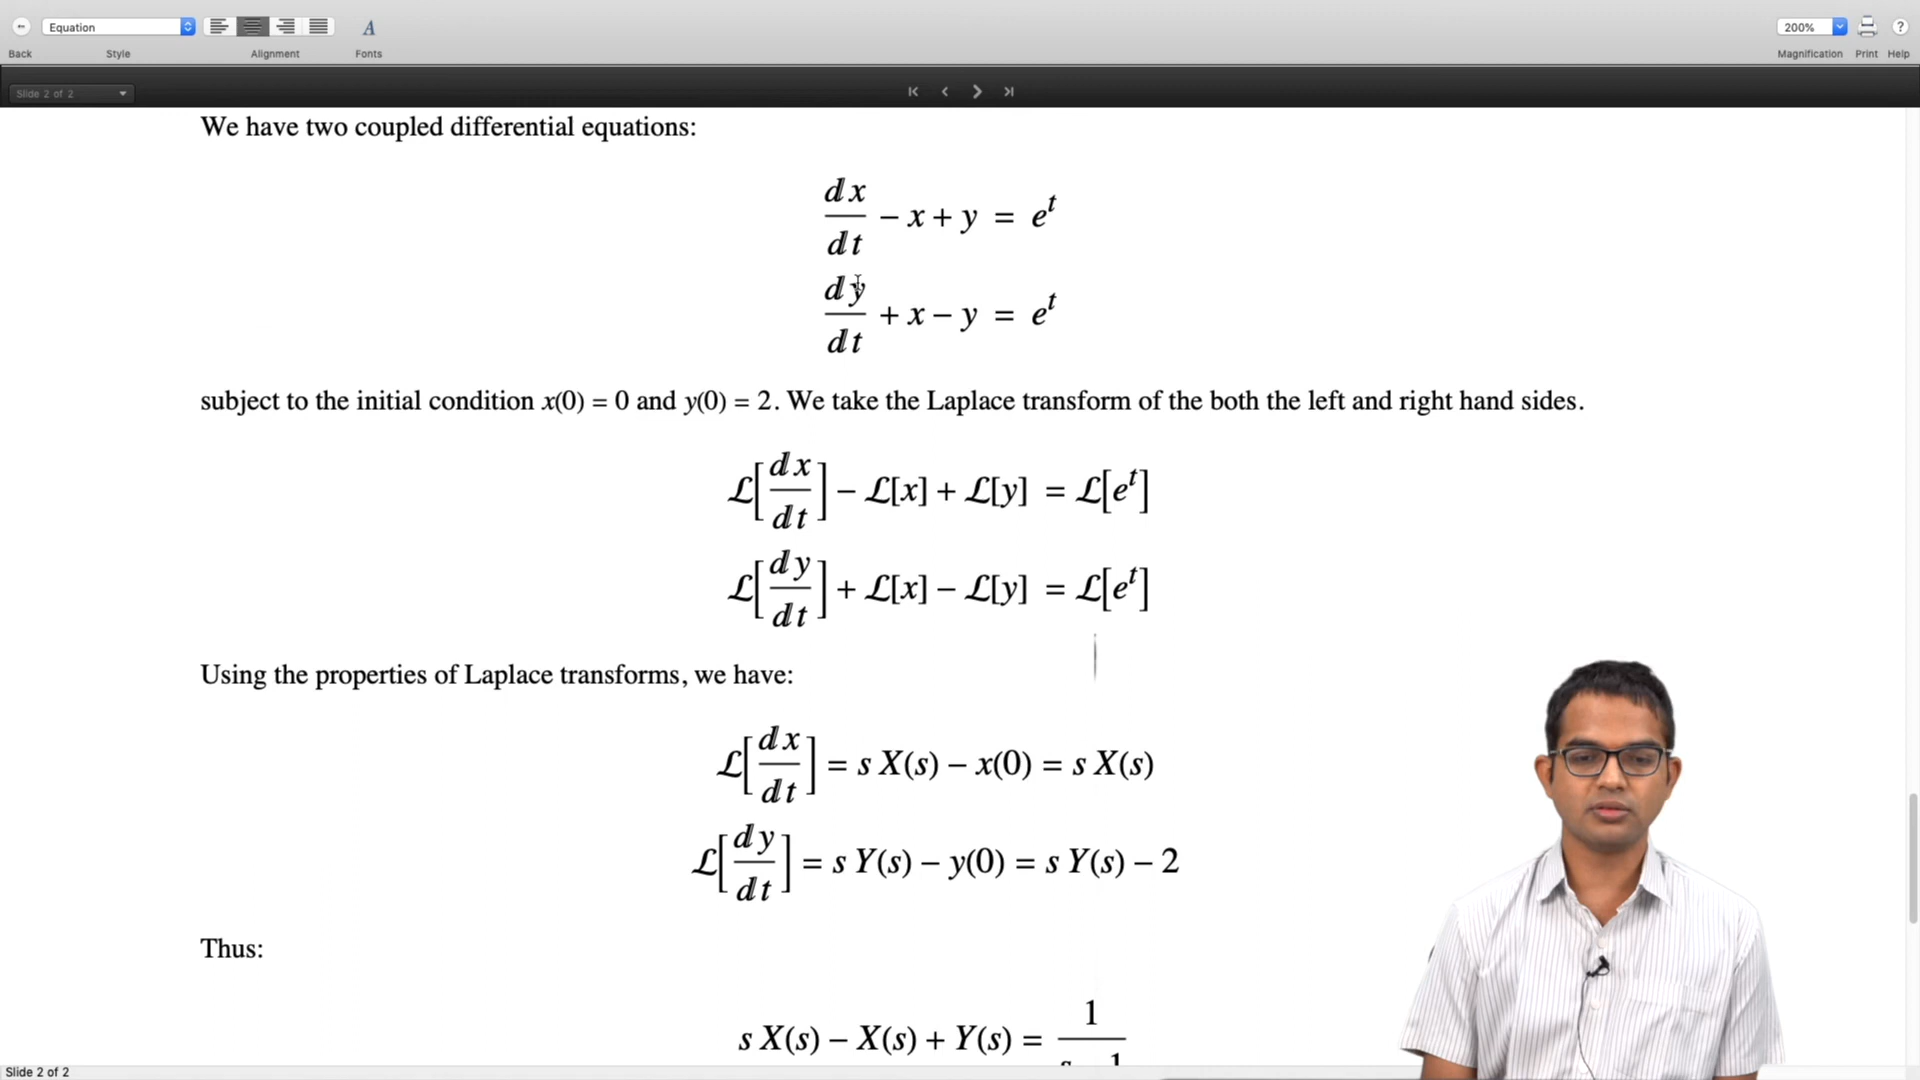 Equation
200%
Back Style Alignment Fonts Magnification Print Help
Slide 2 of 2
We have two coupled differential equations:
dx/dt − x + y = e^t
dy/dt + x − y = e^t
subject to the initial condition x(0) = 0 and y(0) = 2. We take the Laplace transform of the both the left and right hand sides.
ℒ[dx/dt] − ℒ[x] + ℒ[y] = ℒ[e^t]
ℒ[dy/dt] + ℒ[x] − ℒ[y] = ℒ[e^t]
Using the properties of Laplace transforms, we have:
ℒ[dx/dt] = s X(s) − x(0) = s X(s)
ℒ[dy/dt] = s Y(s) − y(0) = s Y(s) − 2
Thus:
s X(s) − X(s) + Y(s) = 1/
Slide 2 of 2